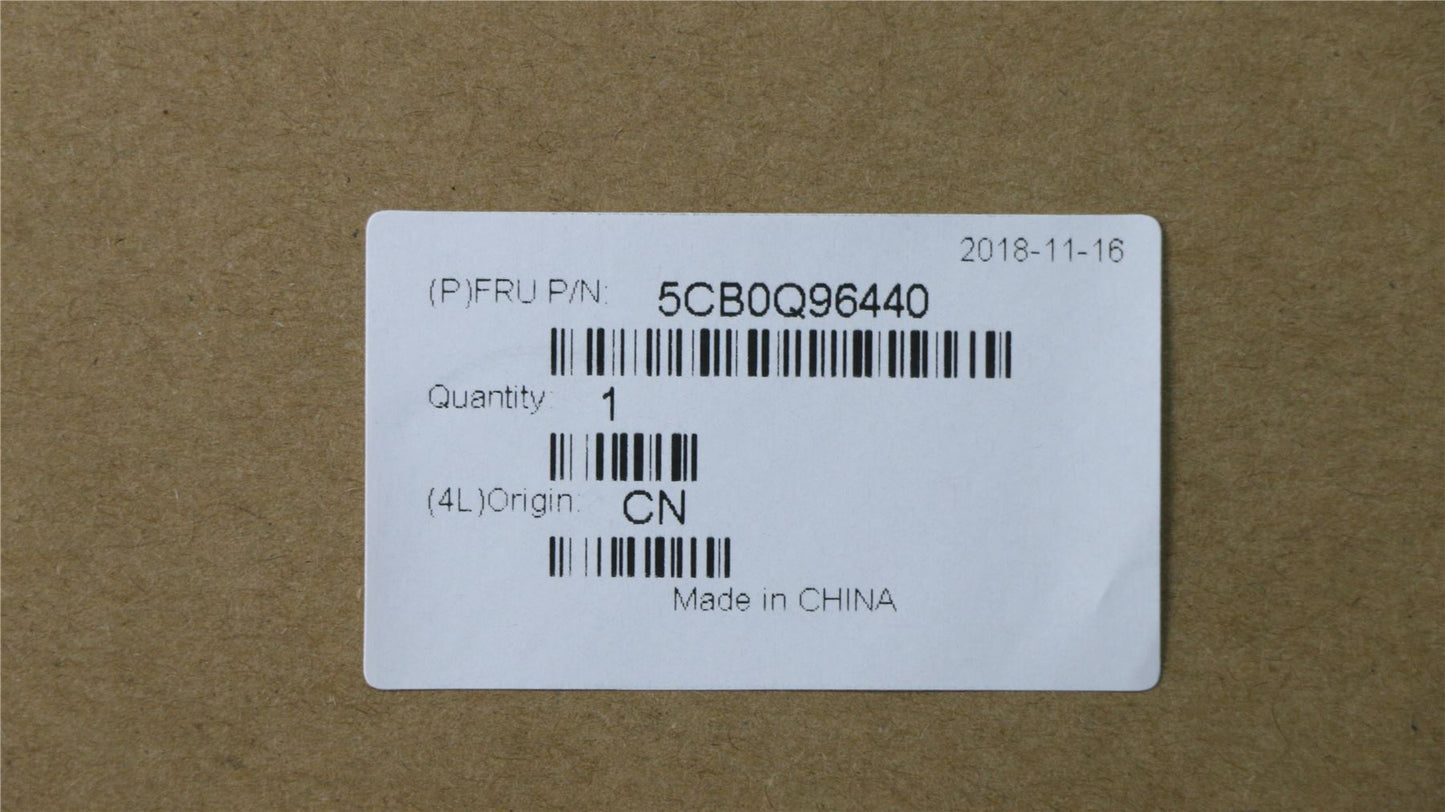 2018-11-16
(P)FRU P/N: 5CB0Q96440
Quantity: 1
(4L)Origin: CN
Made in CHINA